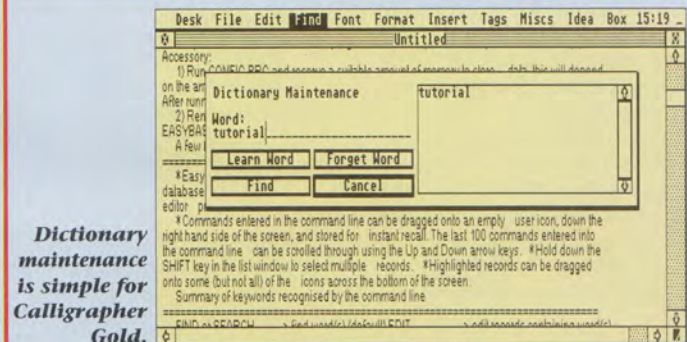 Desk File Edit Find Font Format Insert Tags Miscs Idea Box 15:19
Untitled
Accessory:
1) Run CONFIG.PRG and reserve a suitable amount of memory to store data, this will depend
on the
After
2)
EASYBAS
A few
Dictionary Maintenance
Word:
tutorial
Learn Word Forget Word
Find Cancel
tutorial
*Easy
database
editor
*Commands entered in the command line can be dragged onto an empty user icon, down the
right hand side of the screen, and stored for instant recall. The last 100 commands entered into
the command line can be scrolled through using the Up and Down arrow keys. *Hold down the
SHIFT key in the list window to select multiple records. *Highlighted records can be dragged
onto some (but not all) of the icons across the bottom of the screen.
Summary of keywords recognised by the command line
FIND or SEARCH > find word(s) (default) EDIT > edit records containing word(s)
Dictionary
maintenance
is simple for
Calligrapher
Gold.